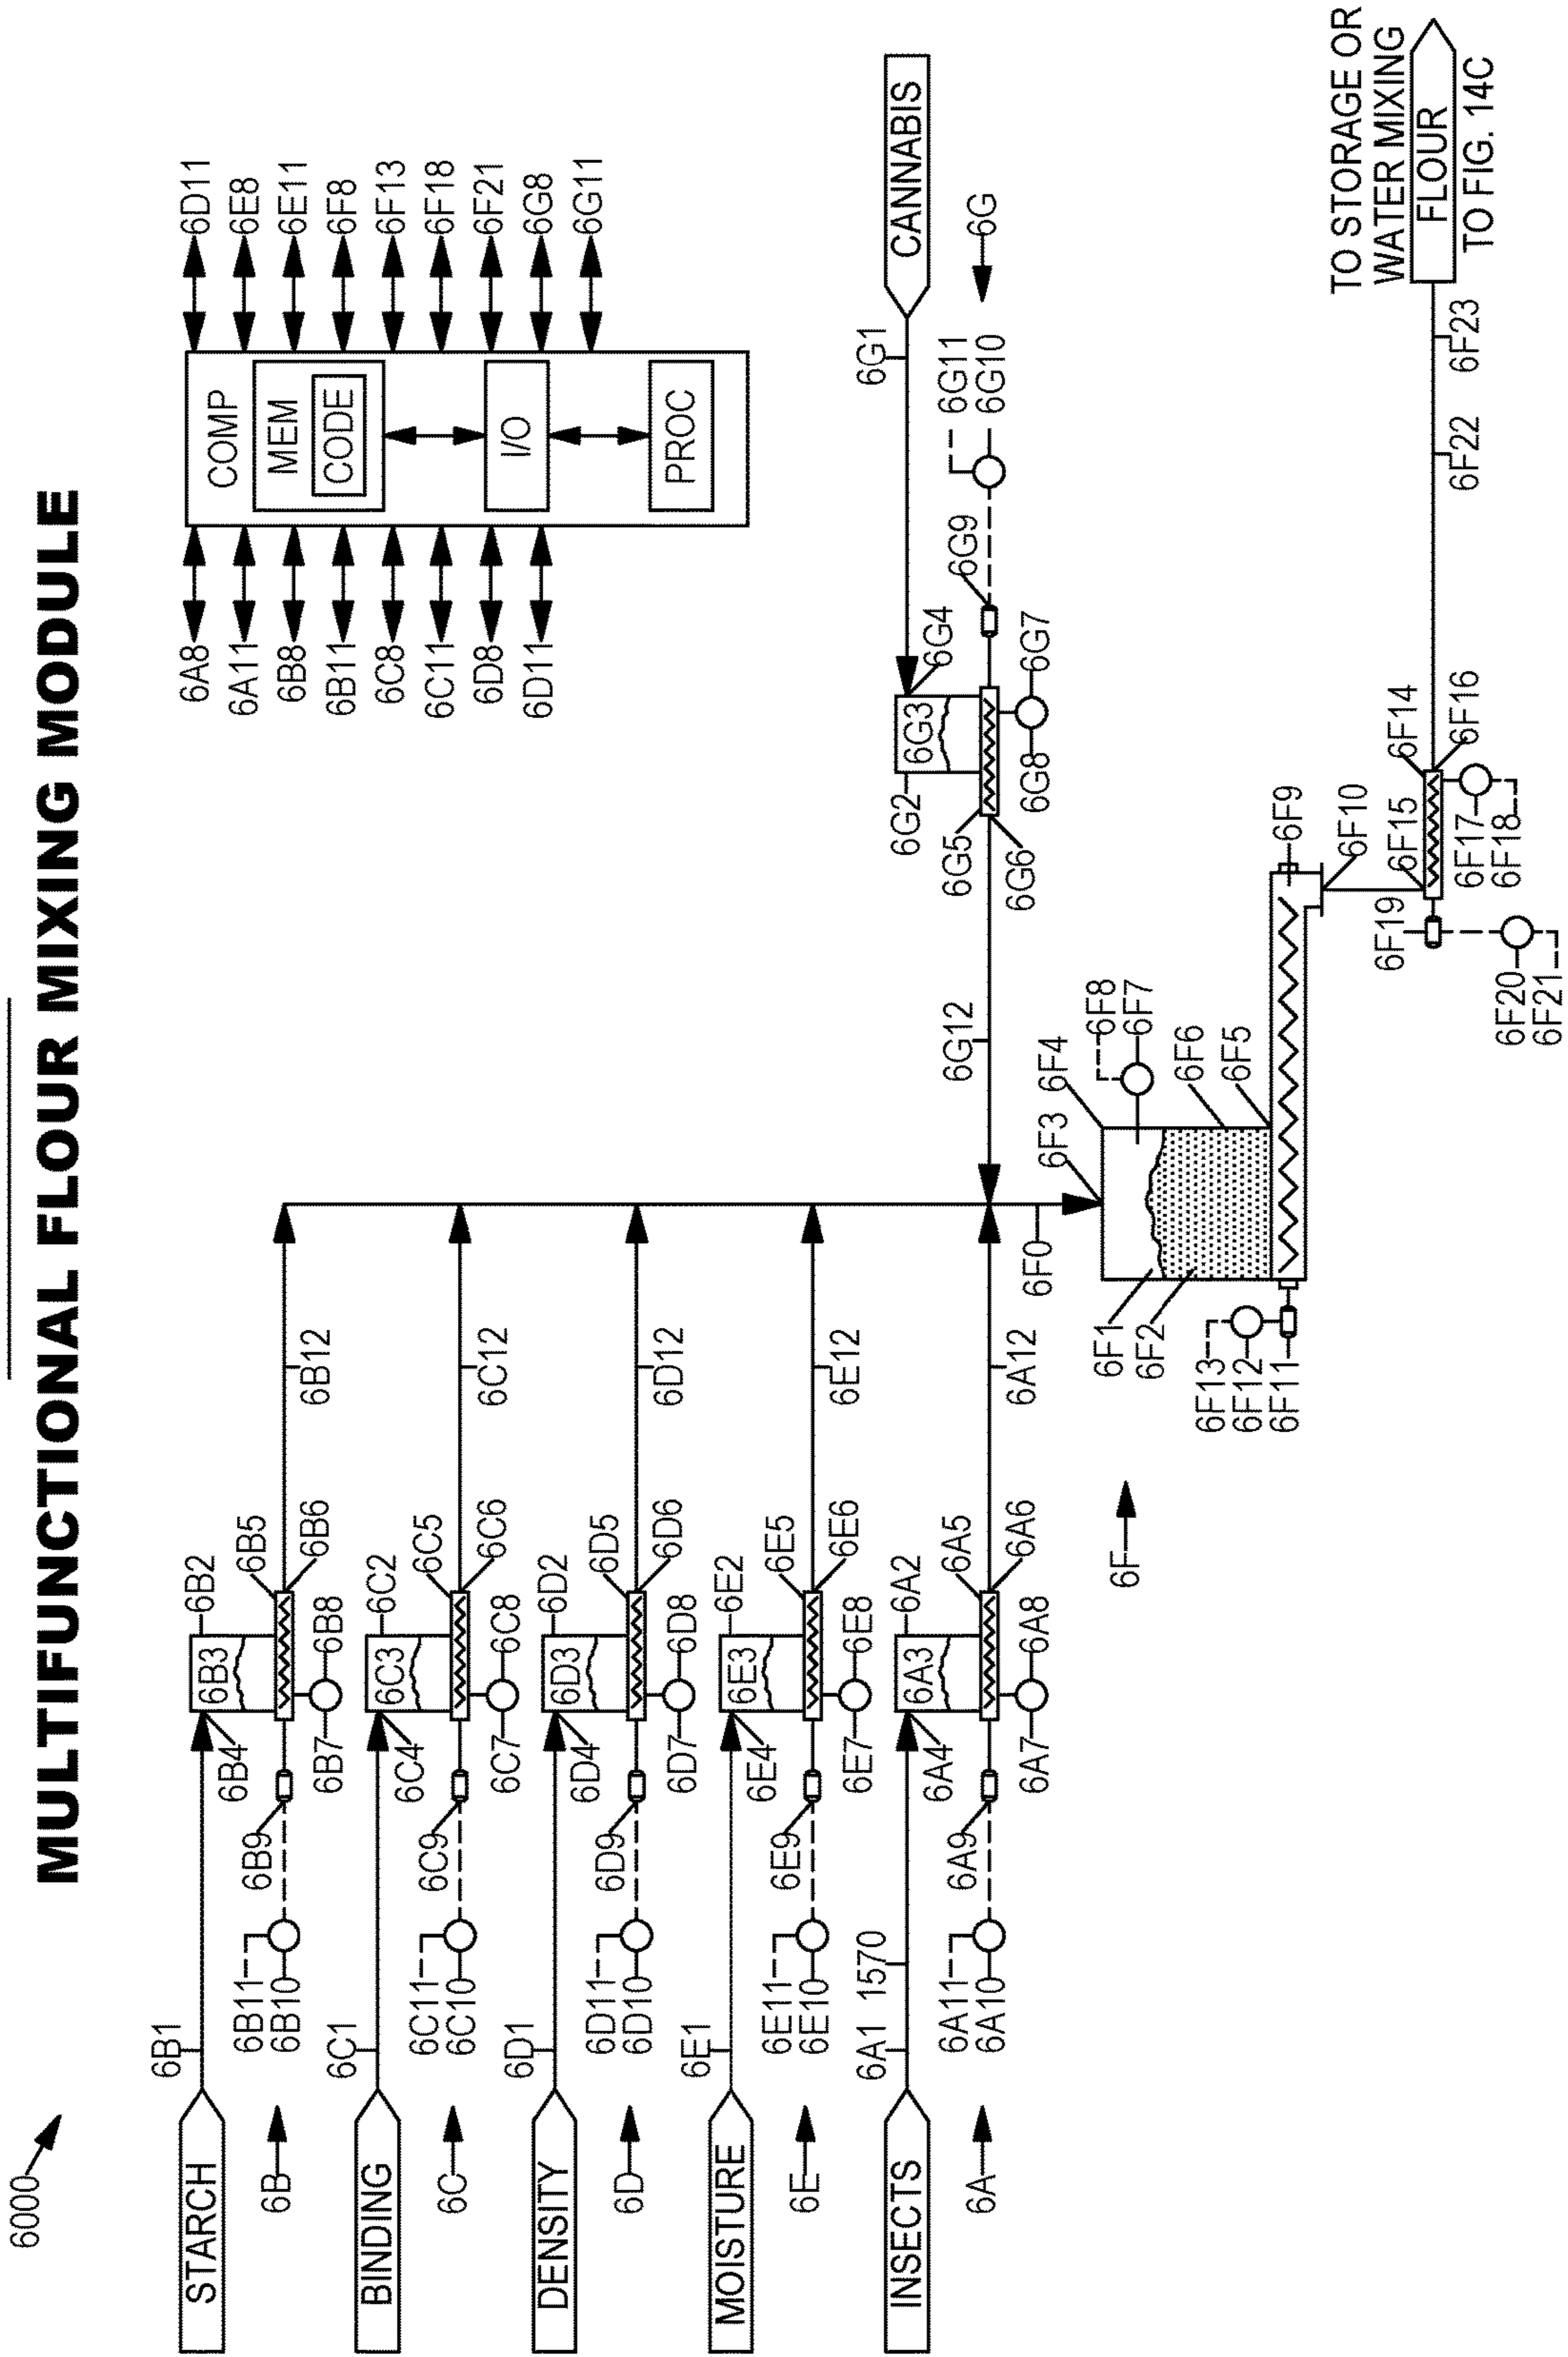 MULTIFUNCTIONAL FLOUR MIXING MODULE
6000
STARCH
6B1
6B
6B11
6B10
6B9
6B4
6B3
6B2
6B5
6B6
6B7
6B8
6B12
BINDING
6C1
6C
6C11
6C10
6C9
6C4
6C3
6C2
6C5
6C6
6C7
6C8
6C12
DENSITY
6D1
6D
6D11
6D10
6D9
6D4
6D3
6D2
6D5
6D6
6D7
6D8
6D12
MOISTURE
6E1
6E
6E11
6E10
6E9
6E4
6E3
6E2
6E5
6E6
6E7
6E8
6E12
INSECTS
6A1
1570
6A
6A11
6A10
6A9
6A4
6A3
6A2
6A5
6A6
6A7
6A8
6A12
6A8
6A11
6B8
6B11
6C8
6C11
6D8
6D11
COMP
MEM
CODE
I/O
PROC
6D11
6E8
6E11
6F8
6F13
6F18
6F21
6G8
6G11
CANNABIS
6G1
6G
6G11
6G10
6G9
6G4
6G3
6G2
6G5
6G6
6G7
6G8
6G12
6F
6F0
6F3
6F4
6F8
6F7
6F6
6F5
6F1
6F2
6F13
6F12
6F11
6F9
6F10
6F19
6F15
6F14
6F16
6F17
6F18
6F20
6F21
6F22
6F23
TO STORAGE OR
WATER MIXING
FLOUR
TO FIG. 14C